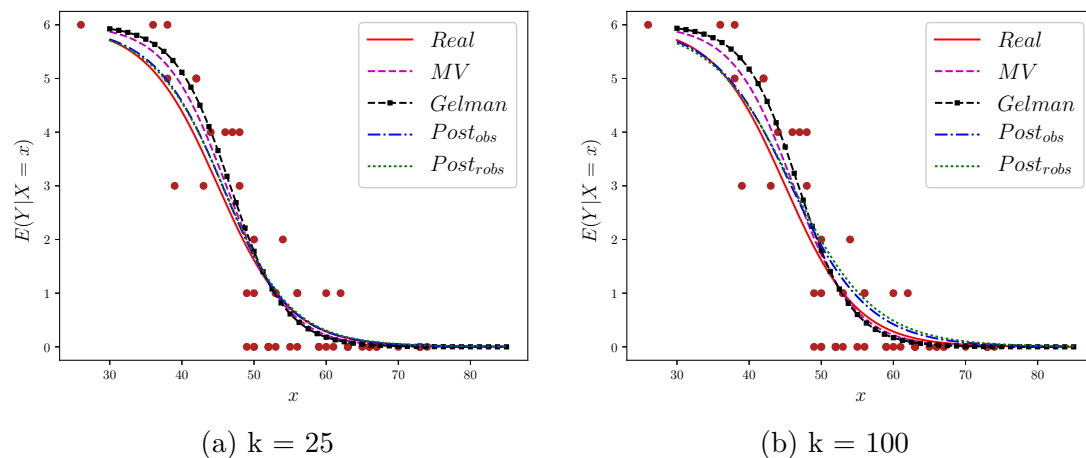 6
5
4
3
2
1
0
E(Y|X = x)
30 40 50 60 70 80
x
Real
MV
Gelman
Post_obs
Post_robs
(a) k = 25
6
5
4
3
2
1
0
E(Y|X = x)
30 40 50 60 70 80
x
Real
MV
Gelman
Post_obs
Post_robs
(b) k = 100